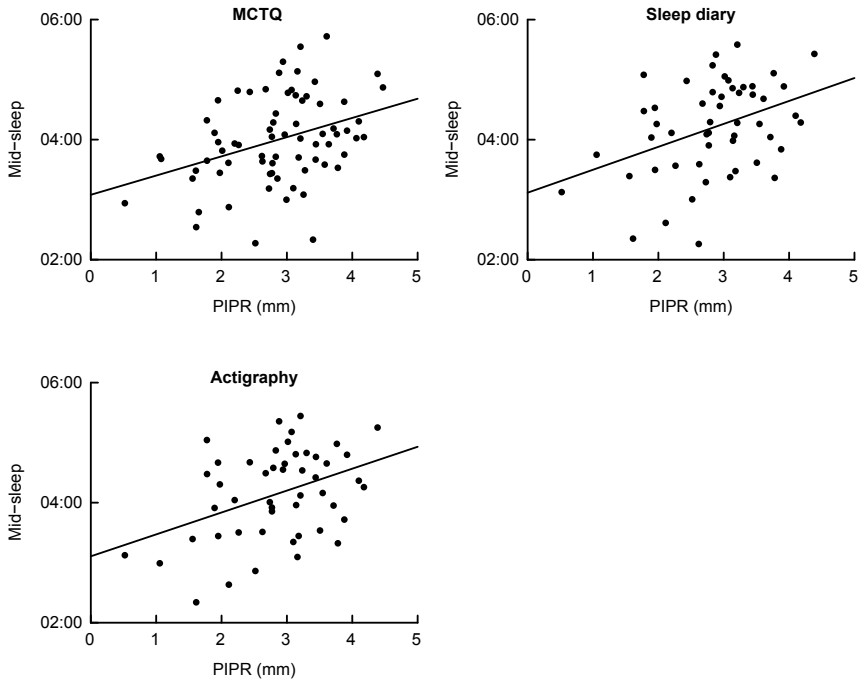 MCTQ
06:00
04:00
02:00
Mid−sleep
0 1 2 3 4 5
PIPR (mm)
Sleep diary
06:00
04:00
02:00
Mid−sleep
0 1 2 3 4 5
PIPR (mm)
Actigraphy
06:00
04:00
02:00
Mid−sleep
0 1 2 3 4 5
PIPR (mm)